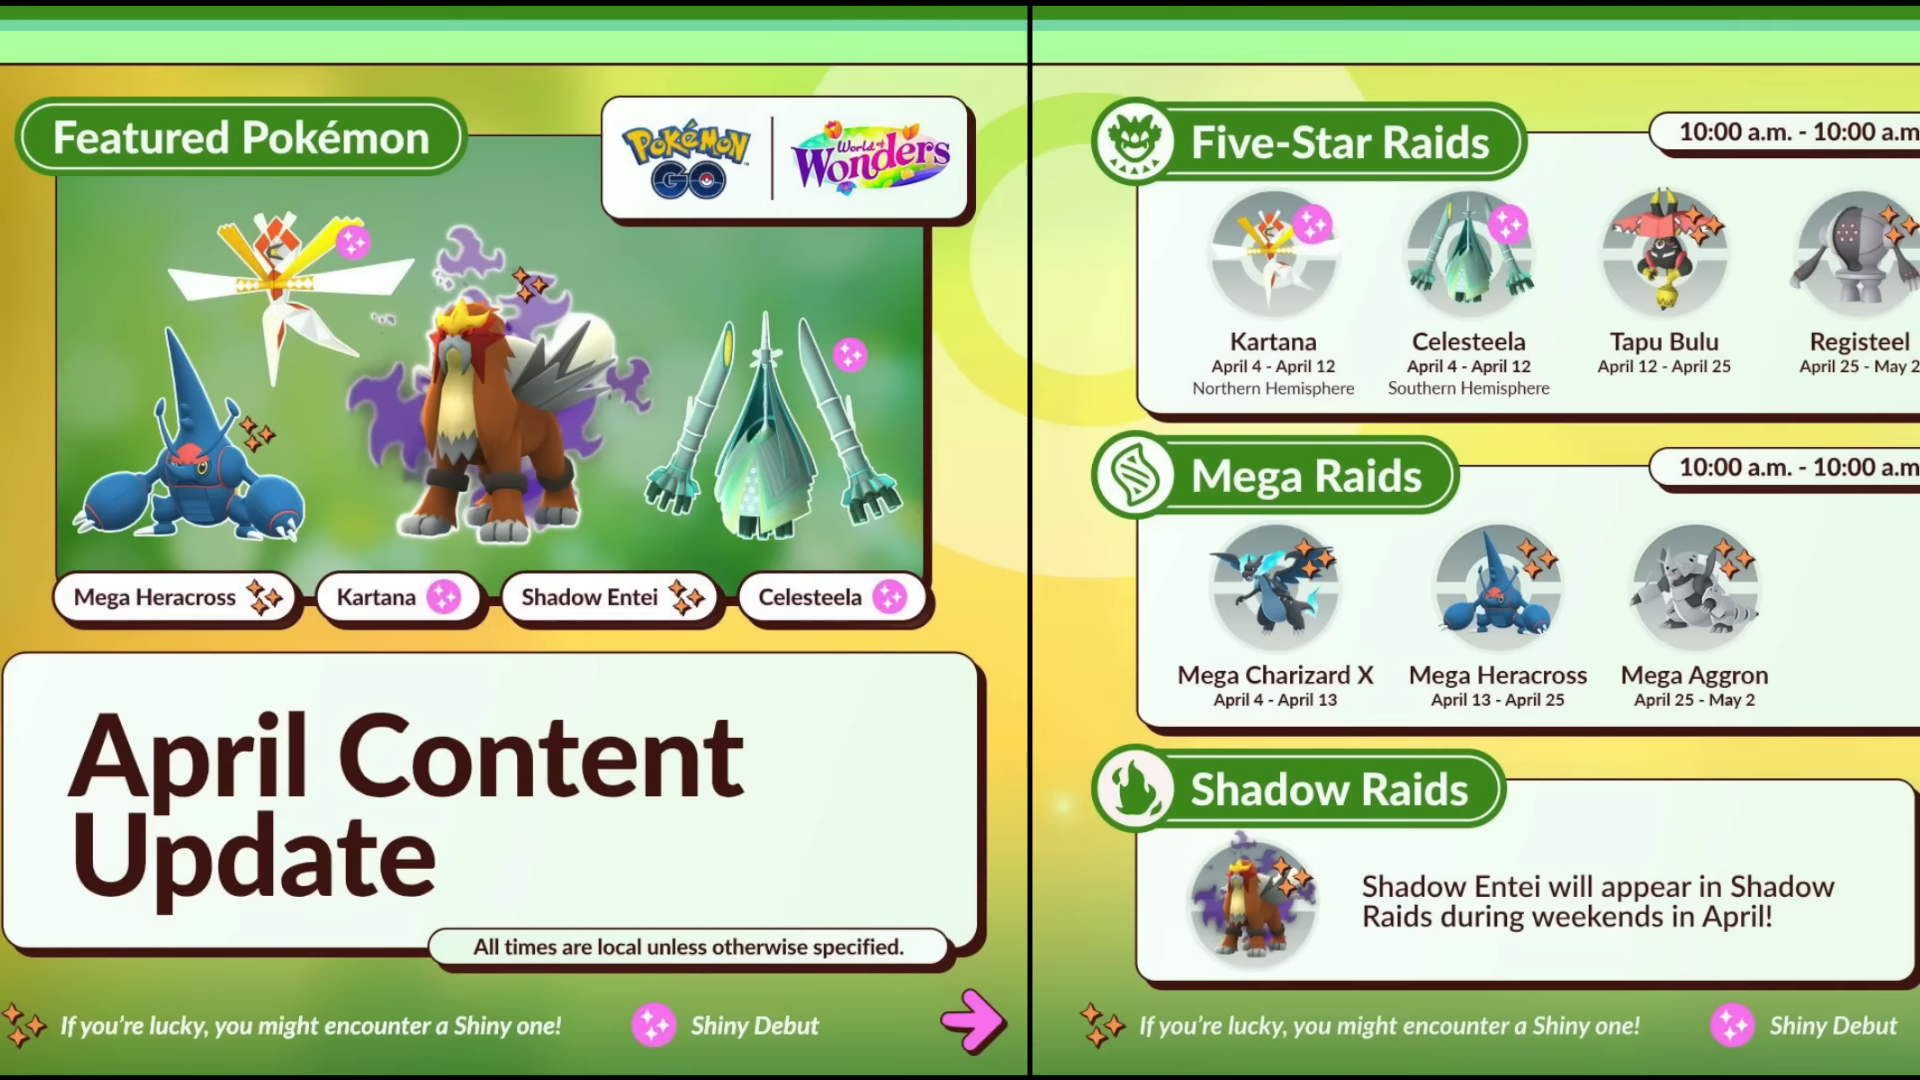 Featured Pokémon
Pokémon GO
World of Wonders
Mega Heracross
Kartana
Shadow Entei
Celesteela
April Content
Update
All times are local unless otherwise specified.
If you're lucky, you might encounter a Shiny one!
Shiny Debut
Five-Star Raids
10:00 a.m. - 10:00 a.m
Kartana
April 4 - April 12
Northern Hemisphere
Celesteela
April 4 - April 12
Southern Hemisphere
Tapu Bulu
April 12 - April 25
Registeel
April 25 - May 2
Mega Raids
10:00 a.m. - 10:00 a.m
Mega Charizard X
April 4 - April 13
Mega Heracross
April 13 - April 25
Mega Aggron
April 25 - May 2
Shadow Raids
Shadow Entei will appear in Shadow
Raids during weekends in April!
If you're lucky, you might encounter a Shiny one!
Shiny Debut